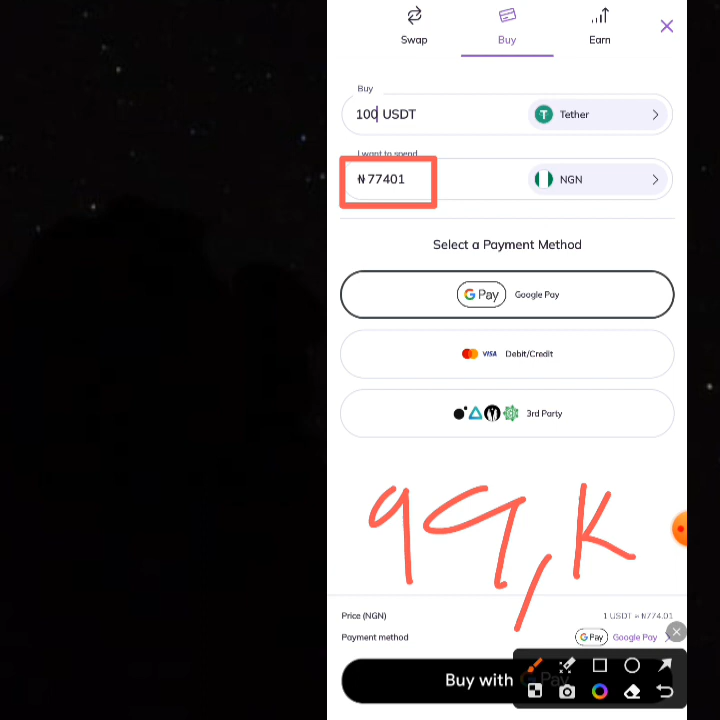 Swap
Buy
Earn
Buy
100 USDT
Tether
I want to spend
₦ 77401
NGN
Select a Payment Method
G Pay Google Pay
VISA Debit/Credit
3rd Party
99,K
Price (NGN) 1 USDT = ₦774.01
Payment method G Pay Google Pay
Buy with G Pay